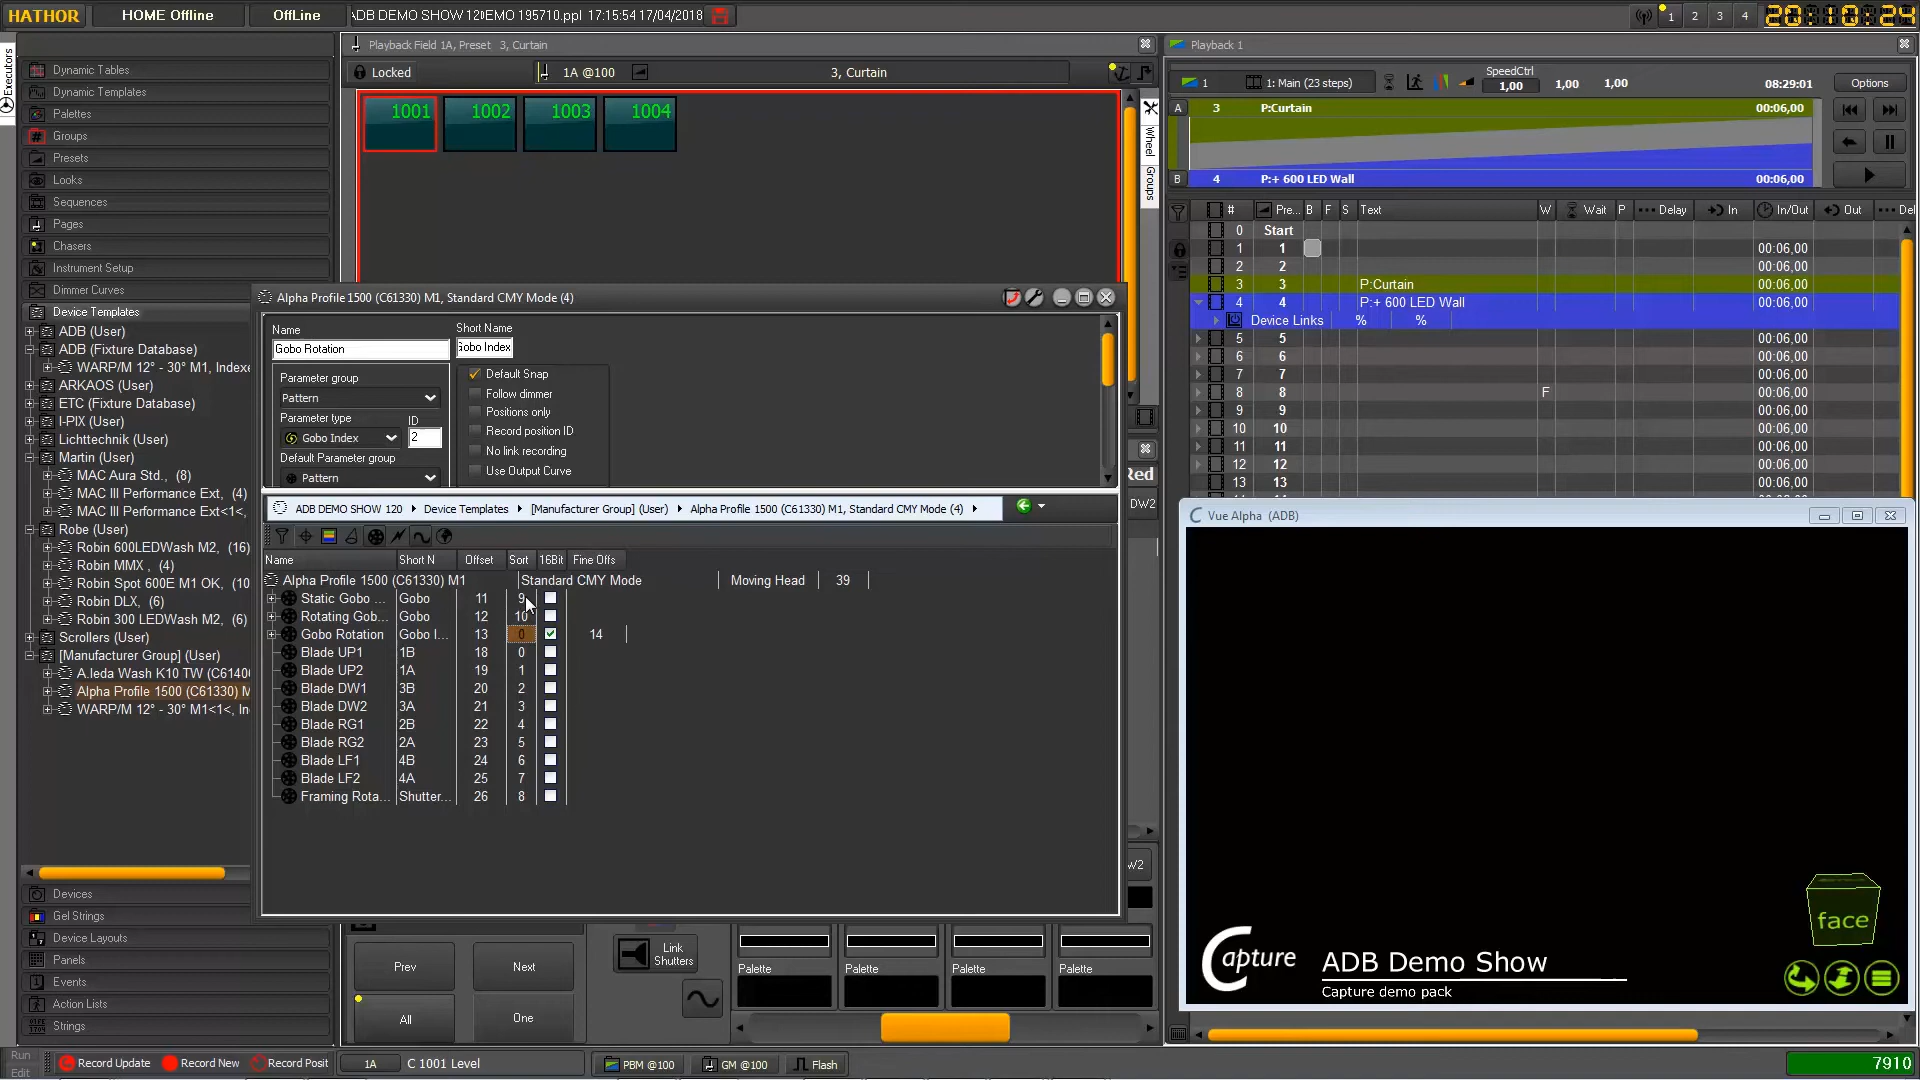 HATHOR
HOME Offline
OffLine
ADB DEMO SHOW 120
EMO 195710.ppl 17:15:54 17/04/2018
1
2
3
4
20:10:24
Executors
Dynamic Tables
Dynamic Templates
Palettes
Groups
Presets
Looks
Sequences
Pages
Chasers
Instrument Setup
Dimmer Curves
Device Templates
ADB (User)
ADB (Fixture Database)
WARP/M 12° - 30° M1, Indexe
ARKAOS (User)
ETC (Fixture Database)
I-PIX (User)
Lichttechnik (User)
Martin (User)
MAC Aura Std., (8)
MAC III Performance Ext, (4)
MAC III Performance Ext<1<,
Robe (User)
Robin 600LEDWash M2, (16)
Robin MMX , (4)
Robin Spot 600E M1 OK, (10
Robin DLX, (6)
Robin 300 LEDWash M2, (6)
Scrollers (User)
[Manufacturer Group] (User)
A.leda Wash K10 TW (C6140
Alpha Profile 1500 (C61330) M
WARP/M 12° - 30° M1<1<, In
Devices
Gel Strings
Device Layouts
Panels
Events
Action Lists
Strings
Run
Edit
Record Update
Record New
Record Posit
Playback Field 1A, Preset 3, Curtain
Locked
1A @100
3, Curtain
1001
1002
1003
1004
Wheel
Groups
Alpha Profile 1500 (C61330) M1, Standard CMY Mode (4)
Name
Short Name
Gobo Rotation
Gobo Index
Parameter group
Pattern
Parameter type
ID
Gobo Index
2
Default Parameter group
Pattern
Default Snap
Follow dimmer
Positions only
Record position ID
No link recording
Use Output Curve
Red
DW2
ADB DEMO SHOW 120
Device Templates
[Manufacturer Group] (User)
Alpha Profile 1500 (C61330) M1, Standard CMY Mode (4)
Name Short N Offset Sort 16Bit Fine Offs
Alpha Profile 1500 (C61330) M1 Standard CMY Mode Moving Head 39
Static Gobo ... Gobo 11 9
Rotating Gob... Gobo 12 10
Gobo Rotation Gobo I... 13 0 14
Blade UP1 1B 18 0
Blade UP2 1A 19 1
Blade DW1 3B 20 2
Blade DW2 3A 21 3
Blade RG1 2B 22 4
Blade RG2 2A 23 5
Blade LF1 4B 24 6
Blade LF2 4A 25 7
Framing Rota... Shutter... 26 8
W2
Prev
Next
All
One
Link Shutters
Palette
Palette
Palette
Palette
1A
C 1001 Level
PBM @100
GM @100
Flash
Playback 1
1
1: Main (23 steps)
SpeedCtrl
1,00
1,00
1,00
08:29:01
Options
A 3 P:Curtain 00:06,00
B 4 P:+ 600 LED Wall 00:06,00
# Pre... B F S Text W Wait P Delay In In/Out Out Del
0 Start
1 1 00:06,00
2 2 00:06,00
3 3 P:Curtain 00:06,00
4 4 P:+ 600 LED Wall 00:06,00
Device Links % %
5 5 00:06,00
6 6 00:06,00
7 7 00:06,00
8 8 F 00:06,00
9 9 00:06,00
10 10 00:06,00
11 11 00:06,00
12 12 00:06,00
13 13 00:06,00
Vue Alpha (ADB)
face
Capture
ADB Demo Show
Capture demo pack
7910